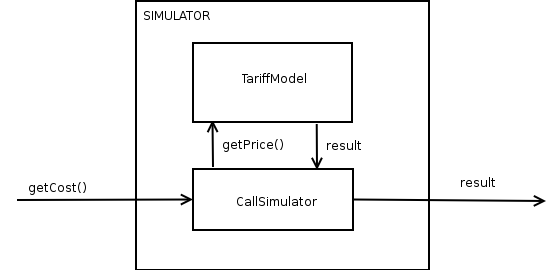 SIMULATOR
TariffModel
getPrice()
result
getCost()
CallSimulator
result